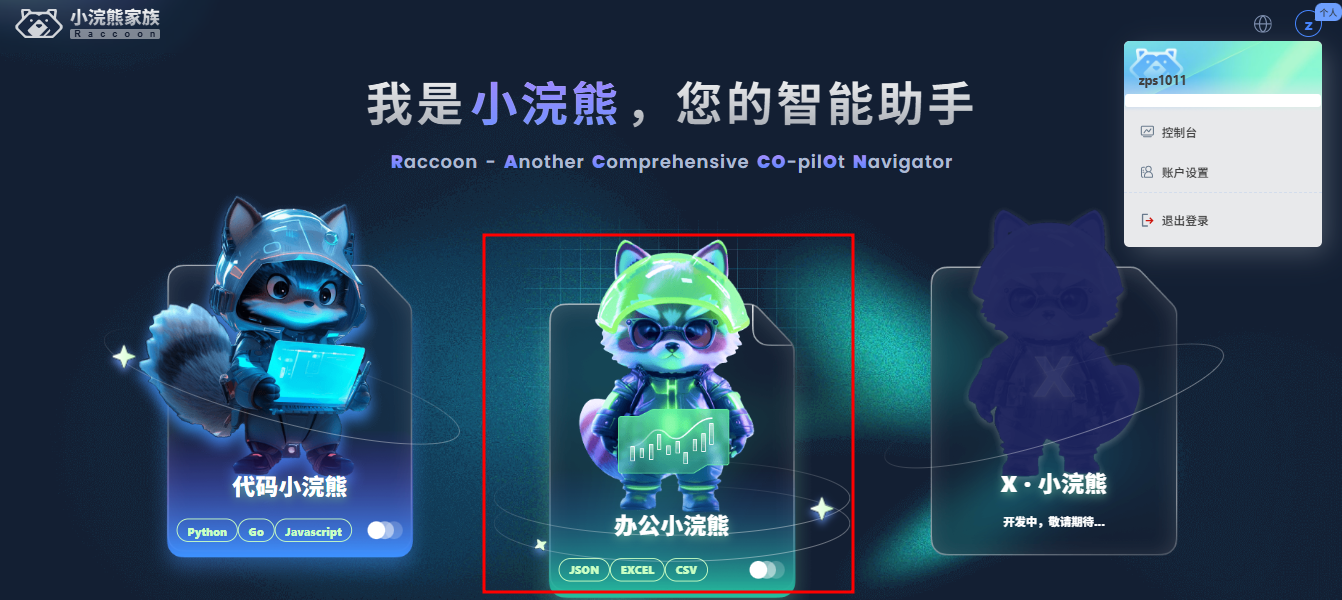 小浣熊家族
Raccoon
个人
z
zps1011
控制台
账户设置
退出登录
我是小浣熊，您的智能助手
Raccoon - Another Comprehensive CO-pilOt Navigator
代码小浣熊
Python Go Javascript
办公小浣熊
JSON EXCEL CSV
X
X·小浣熊
开发中，敬请期待...